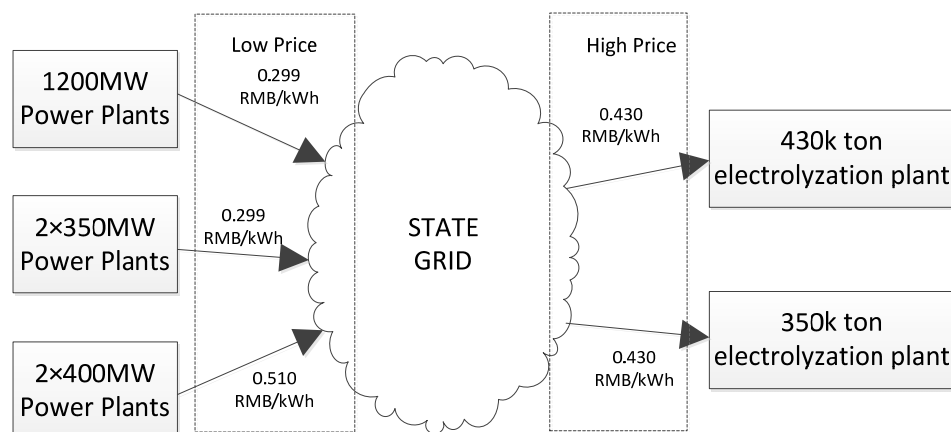 Low Price
High Price
1200MW
Power Plants
0.299
RMB/kWh
0.430
RMB/kWh
430k ton
electrolyzation plant
2×350MW
Power Plants
0.299
RMB/kWh
STATE
GRID
350k ton
electrolyzation plant
2×400MW
Power Plants
0.510
RMB/kWh
0.430
RMB/kWh